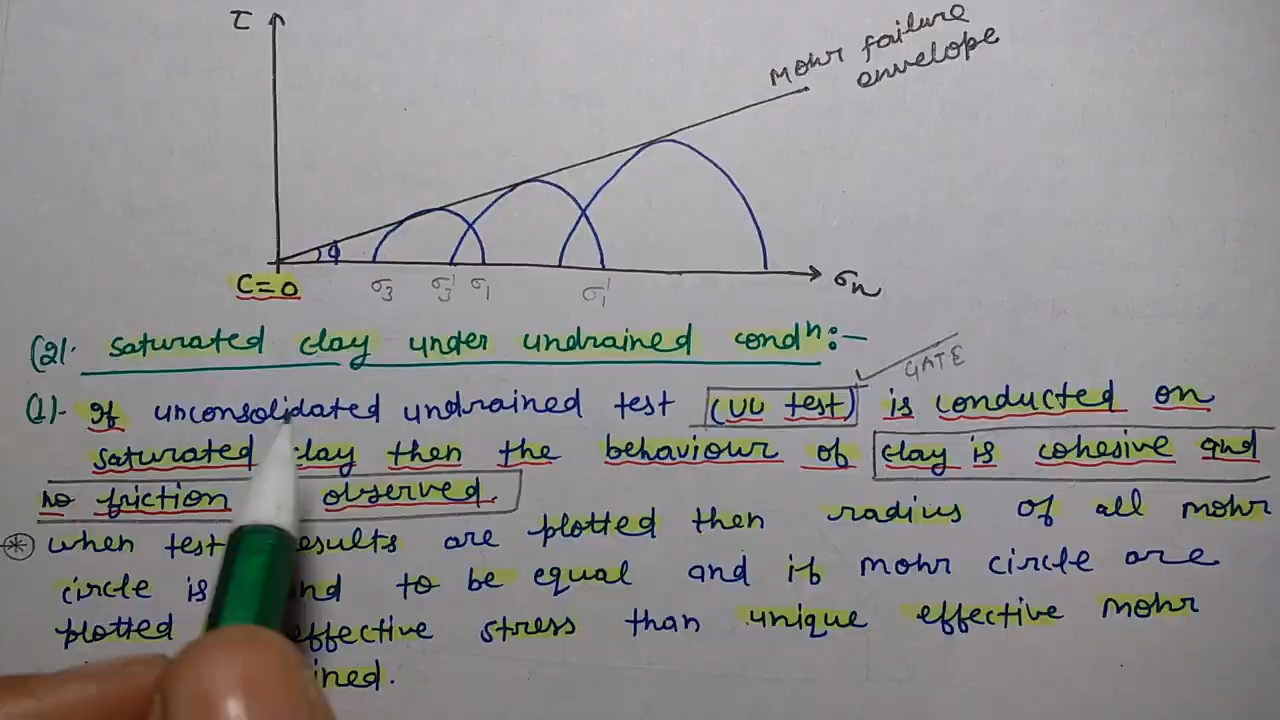 τ
Mohr failure
envelope
φ
C=0
σ3 σ3' σ1 σ1' σn
(2). saturated clay under undrained condⁿ:-
GATE
(1). If unconsolidated undrained test (UU test) is conducted on
saturated clay then the behaviour of clay is cohesive and
no friction observed.
* when test esults are plotted then radius of all mohr
circle is nd to be equal and if mohr circle are
plotted effective stress than unique effective mohr
ined.